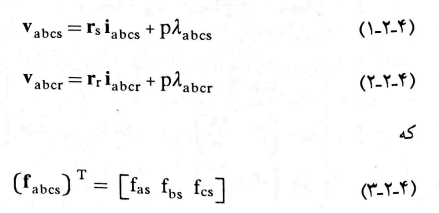 v_abcs = r_s i_abcs + pλ_abcs (۴-۲-۱)
v_abcr = r_r i_abcr + pλ_abcr (۴-۲-۲)
که
(f_abcs)^T = [f_as f_bs f_cs] (۴-۲-۳)